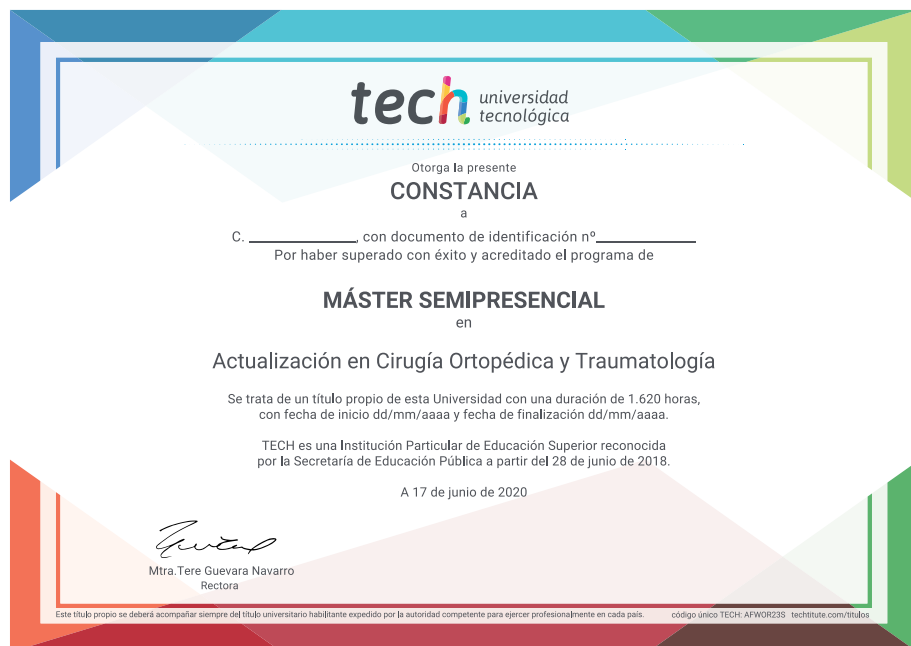 tech universidad
tecnológica
Otorga la presente
CONSTANCIA
a
C. ______________, con documento de identificación nº_____________
Por haber superado con éxito y acreditado el programa de
MÁSTER SEMIPRESENCIAL
en
Actualización en Cirugía Ortopédica y Traumatología
Se trata de un título propio de esta Universidad con una duración de 1.620 horas,
con fecha de inicio dd/mm/aaaa y fecha de finalización dd/mm/aaaa.
TECH es una Institución Particular de Educación Superior reconocida
por la Secretaría de Educación Pública a partir del 28 de junio de 2018.
A 17 de junio de 2020
Mtra.Tere Guevara Navarro
Rectora
Este título propio se deberá acompañar siempre del título universitario habilitante expedido por la autoridad competente para ejercer profesionalmente en cada país. código único TECH: AFWOR23S techtitute.com/titulos